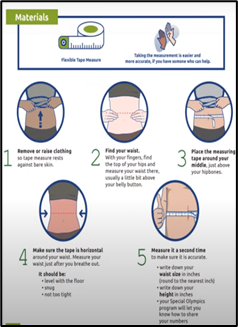 Materials
Flexible Tape Measure
Taking the measurement is easier and
more accurate, if you have someone who can help.
1
Remove or raise clothing
so tape measure rests
against bare skin.
2
Find your waist.
With your fingers, find
the top of your hips and
measure your waist there,
usually a little bit above
your belly button.
3
Place the measuring
tape around your
middle, just above
your hipbones.
4
Make sure the tape is horizontal
around your waist. Measure your
waist just after you breathe out.
It should be:
• level with the floor
• snug
• not too tight
5
Measure it a second time
to make sure it is accurate.
• write down your
waist size in inches
(round to the nearest inch)
• write down your
height in inches
• your Special Olympics
program will let you
know how to share
your numbers